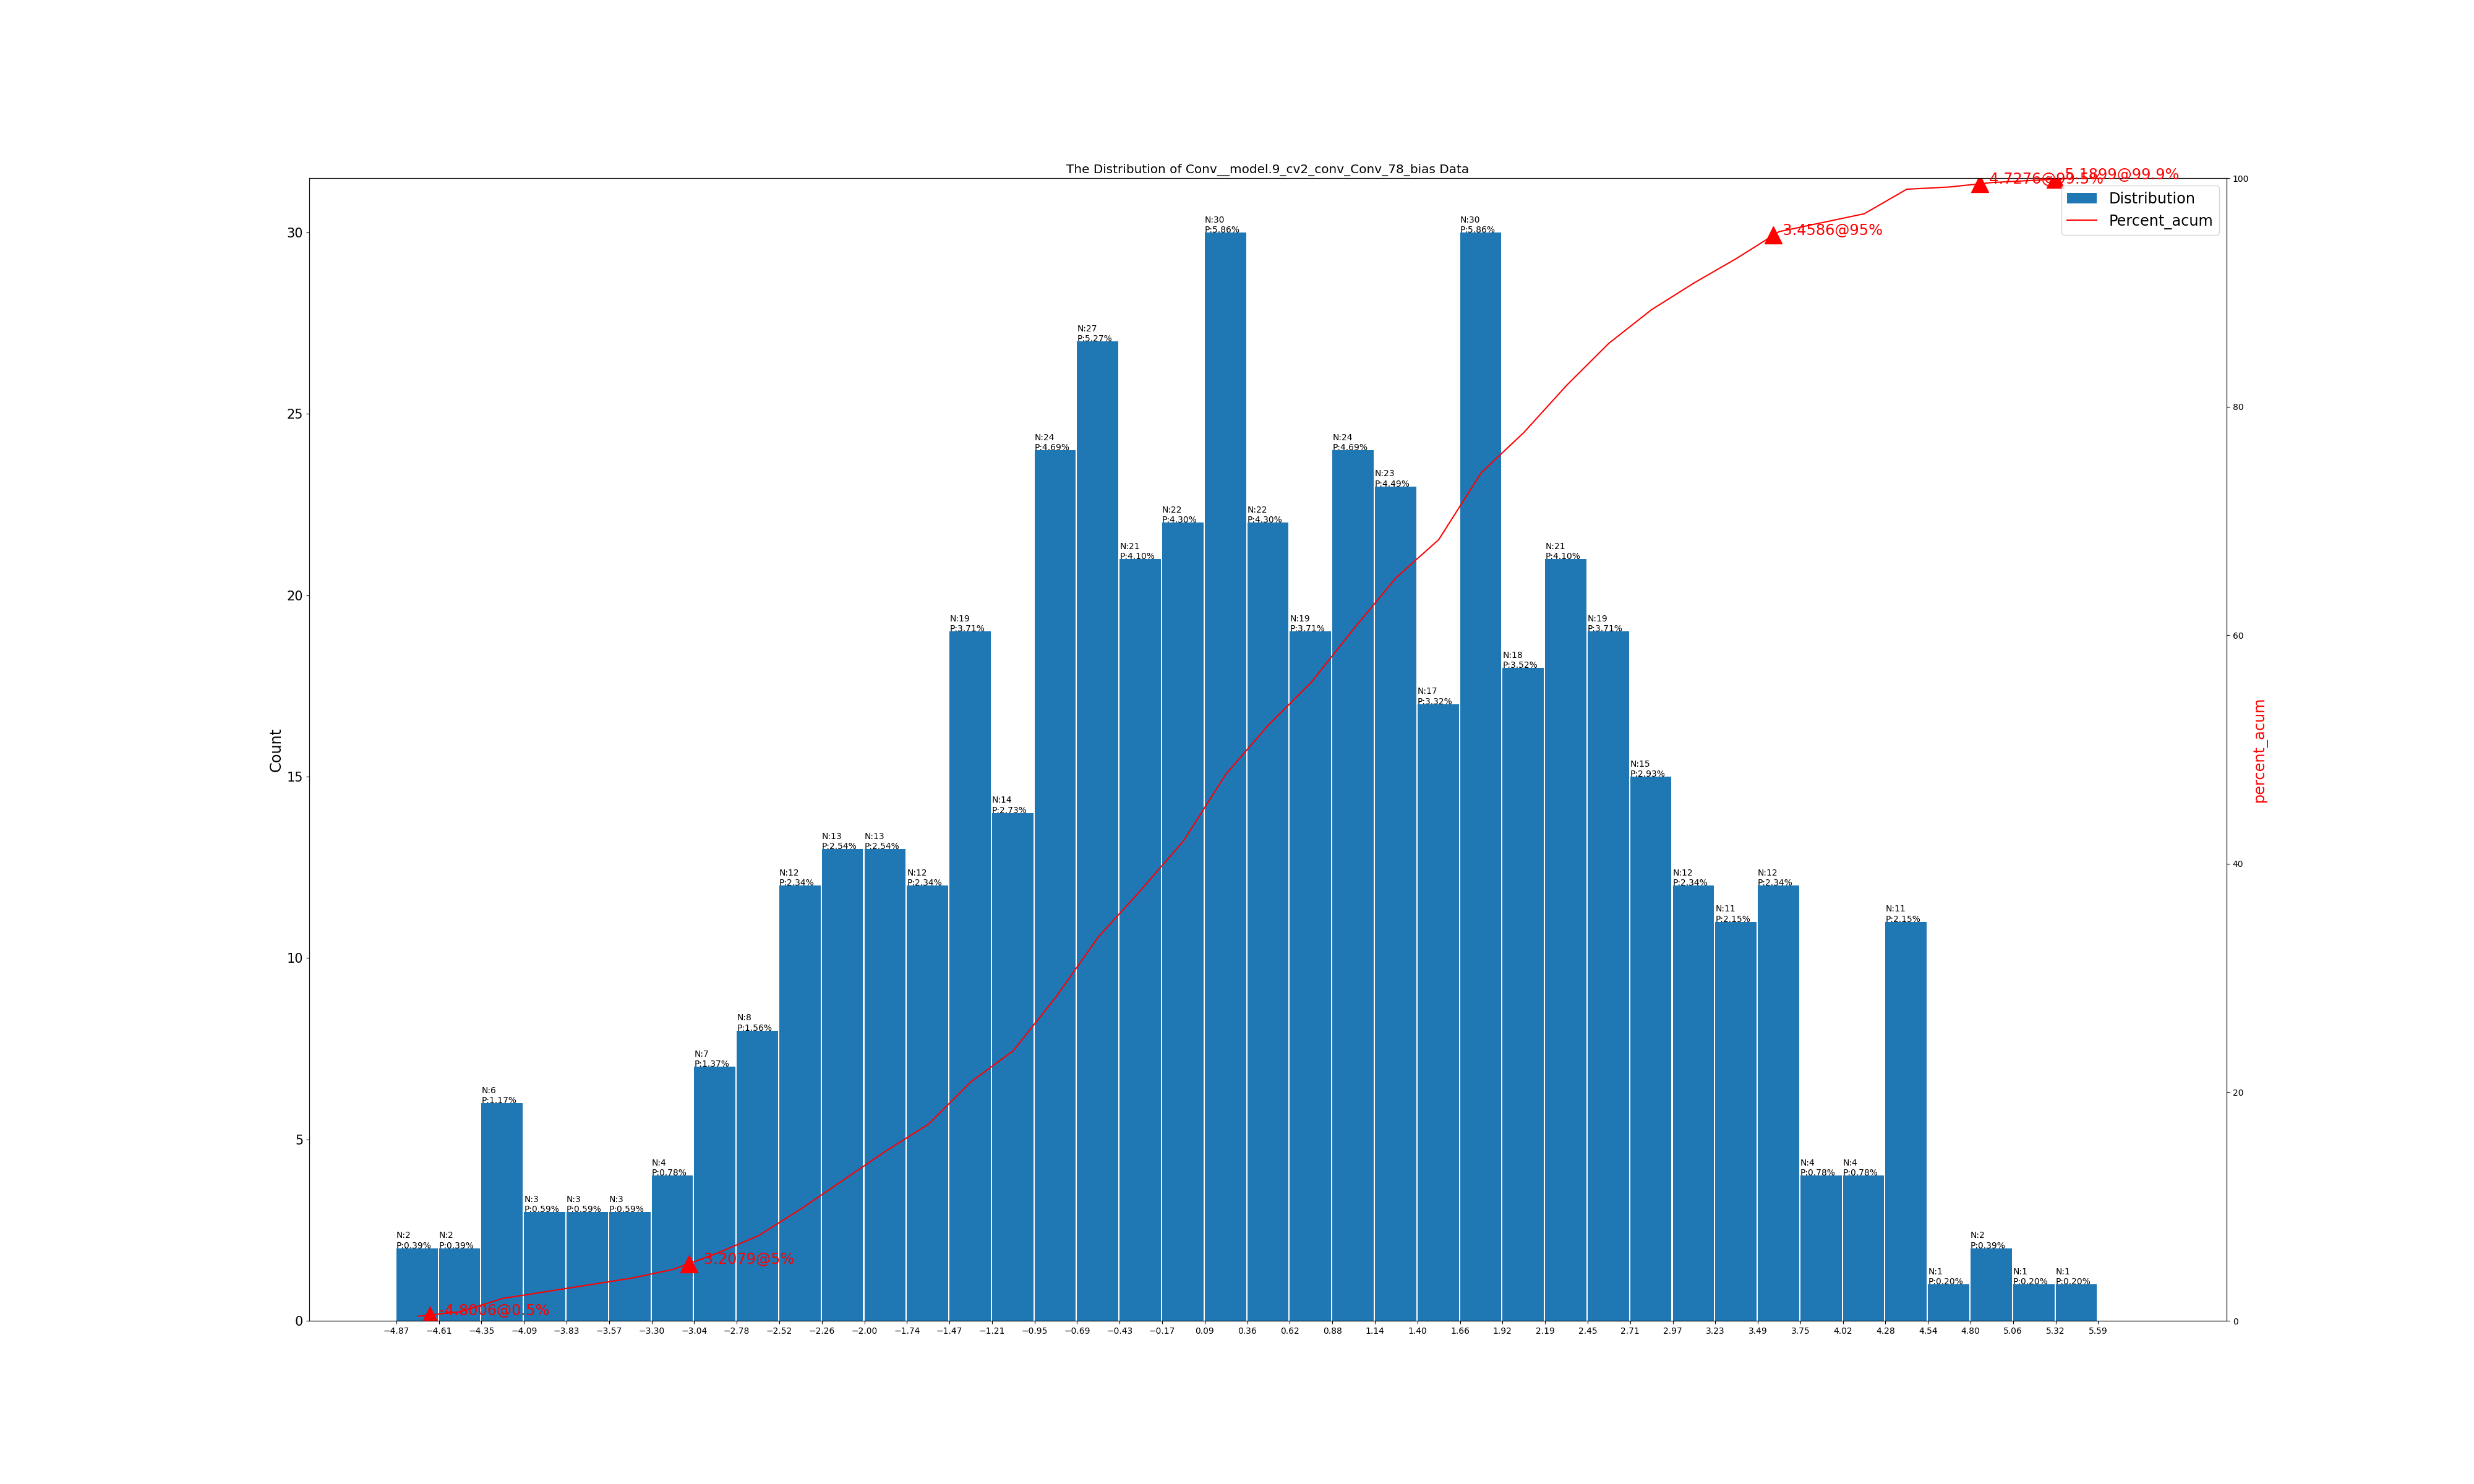 The Distribution of Conv__model.9_cv2_conv_Conv_78_bias Data
5.1899@99.9%
4.7276@99.5%
3.4586@95%
-3.2079@5%
-4.8006@0.5%
Distribution
Percent_acum
Count
percent_acum
30
25
20
15
10
5
0
100
80
60
40
20
0
N:2
P:0.39%
N:2
P:0.39%
N:6
P:1.17%
N:3
P:0.59%
N:3
P:0.59%
N:3
P:0.59%
N:4
P:0.78%
N:7
P:1.37%
N:8
P:1.56%
N:12
P:2.34%
N:13
P:2.54%
N:13
P:2.54%
N:12
P:2.34%
N:19
P:3.71%
N:14
P:2.73%
N:24
P:4.69%
N:27
P:5.27%
N:21
P:4.10%
N:22
P:4.30%
N:30
P:5.86%
N:22
P:4.30%
N:19
P:3.71%
N:24
P:4.69%
N:23
P:4.49%
N:17
P:3.32%
N:30
P:5.86%
N:18
P:3.52%
N:21
P:4.10%
N:19
P:3.71%
N:15
P:2.93%
N:12
P:2.34%
N:11
P:2.15%
N:12
P:2.34%
N:4
P:0.78%
N:4
P:0.78%
N:11
P:2.15%
N:1
P:0.20%
N:2
P:0.39%
N:1
P:0.20%
N:1
P:0.20%
−4.87 −4.61 −4.35 −4.09 −3.83 −3.57 −3.30 −3.04 −2.78 −2.52 −2.26 −2.00 −1.74 −1.47 −1.21 −0.95 −0.69 −0.43 −0.17 0.09 0.36 0.62 0.88 1.14 1.40 1.66 1.92 2.19 2.45 2.71 2.97 3.23 3.49 3.75 4.02 4.28 4.54 4.80 5.06 5.32 5.59